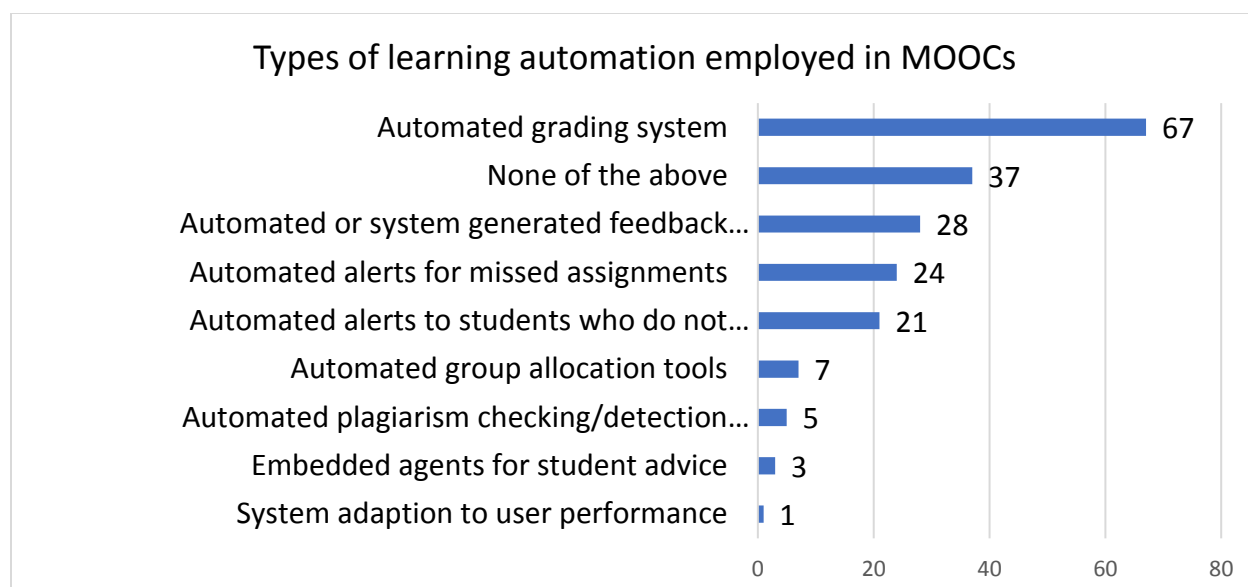 Types of learning automation employed in MOOCs
Automated grading system 67
None of the above 37
Automated or system generated feedback... 28
Automated alerts for missed assignments 24
Automated alerts to students who do not... 21
Automated group allocation tools 7
Automated plagiarism checking/detection... 5
Embedded agents for student advice 3
System adaption to user performance 1
0 20 40 60 80